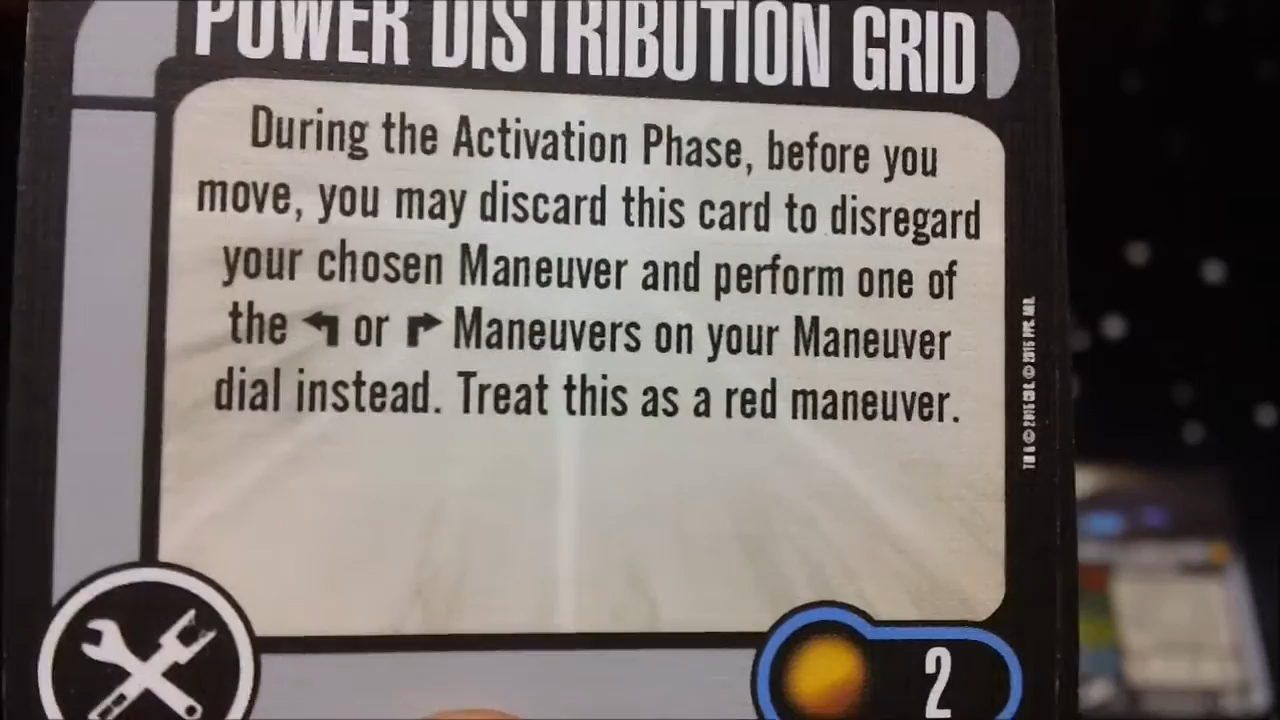 POWER DISTRIBUTION GRID
During the Activation Phase, before you
move, you may discard this card to disregard
your chosen Maneuver and perform one of
the ↰ or ↱ Maneuvers on your Maneuver
dial instead. Treat this as a red maneuver.
2